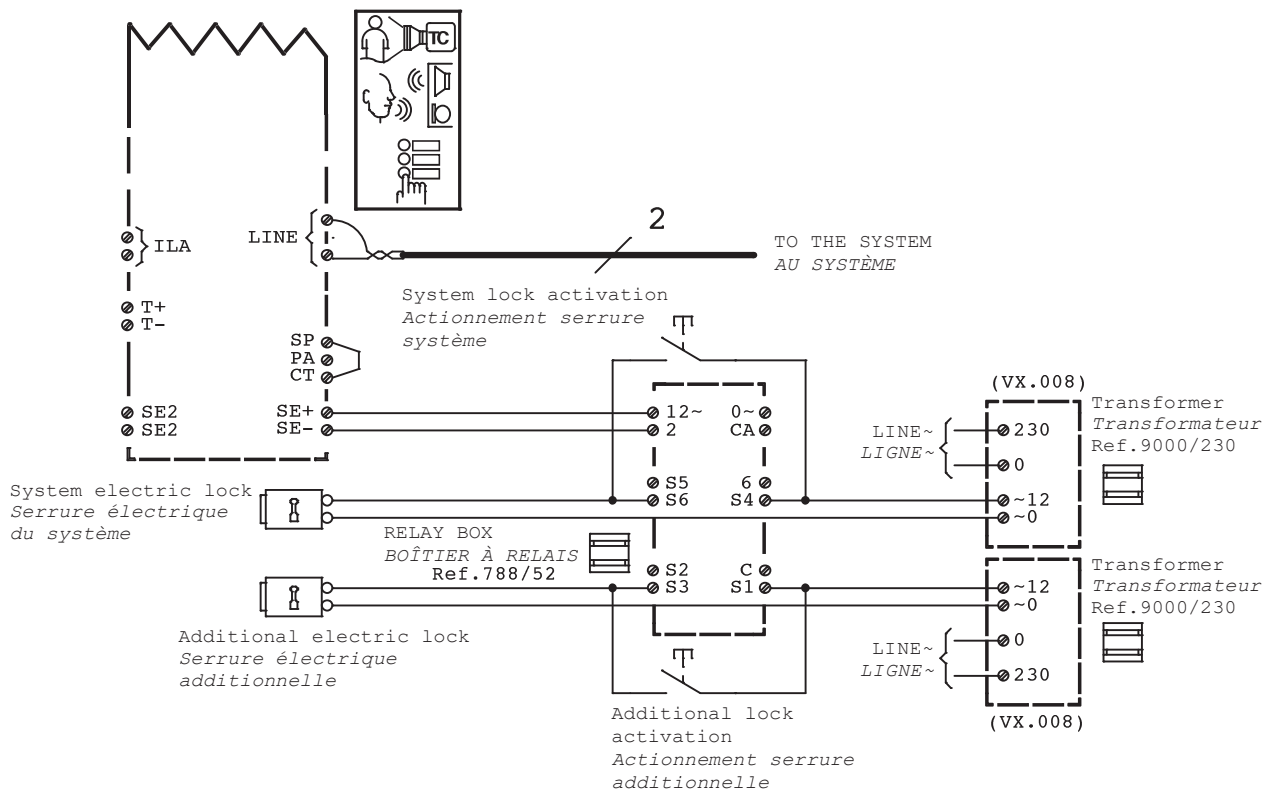 TC
2
LINE
ILA
TO THE SYSTEM
AU SYSTÈME
System lock activation
Actionnement serrure
système
T+
T-
SP
PA
CT
SE2
SE2
SE+
SE-
12~
2
0~
CA
S5
S6
6
S4
S2
S3
C
S1
(VX.008)
Transformer
Transformateur
Ref.9000/230
LINE~
LIGNE~
230
0
~12
~0
System electric lock
Serrure électrique
du système
RELAY BOX
BOÎTIER À RELAIS
Ref.788/52
Transformer
Transformateur
Ref.9000/230
~12
~0
0
230
LINE~
LIGNE~
(VX.008)
Additional electric lock
Serrure électrique
additionnelle
Additional lock
activation
Actionnement serrure
additionnelle